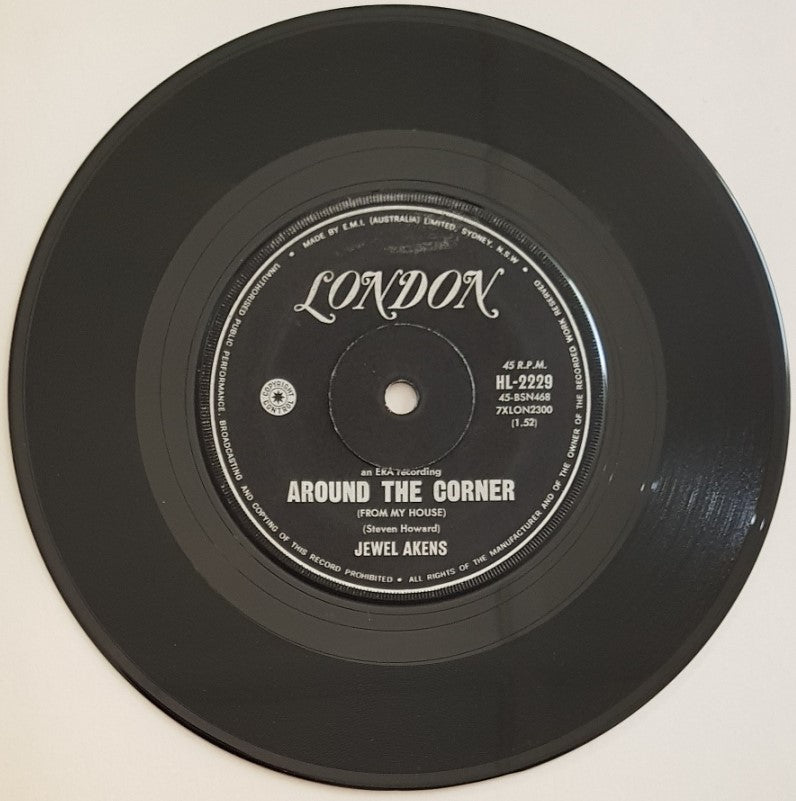 • MADE BY E.M.I. (AUSTRALIA) LIMITED, SYDNEY, N.S.W. •
LONDON
45 R.P.M.
HL-2229
45-BSN468
7XLON2300
(1.52)
COPYRIGHT
CONTROL
an ERA recording
AROUND THE CORNER
(FROM MY HOUSE)
(Steven Howard)
JEWEL AKENS
UNAUTHORISED PUBLIC PERFORMANCE, BROADCASTING AND COPYING OF THIS RECORD PROHIBITED • ALL RIGHTS OF THE MANUFACTURER AND OF THE OWNER OF THE RECORDED WORK RESERVED